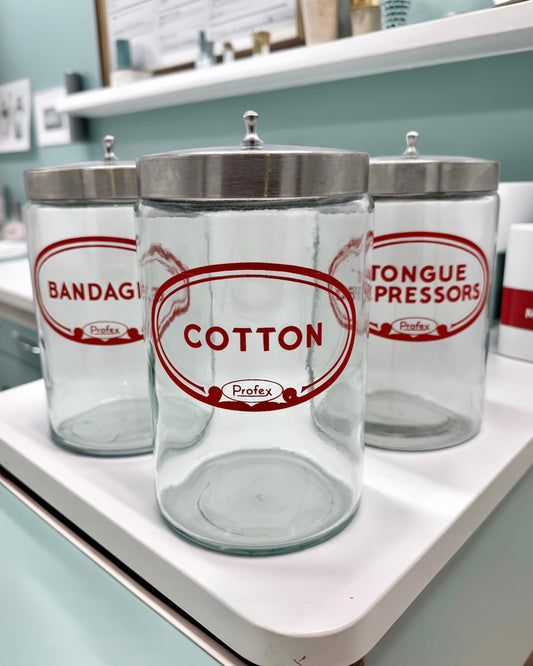 BANDAG
Profex
COTTON
Profex
TONGUE
PRESSORS
Profex